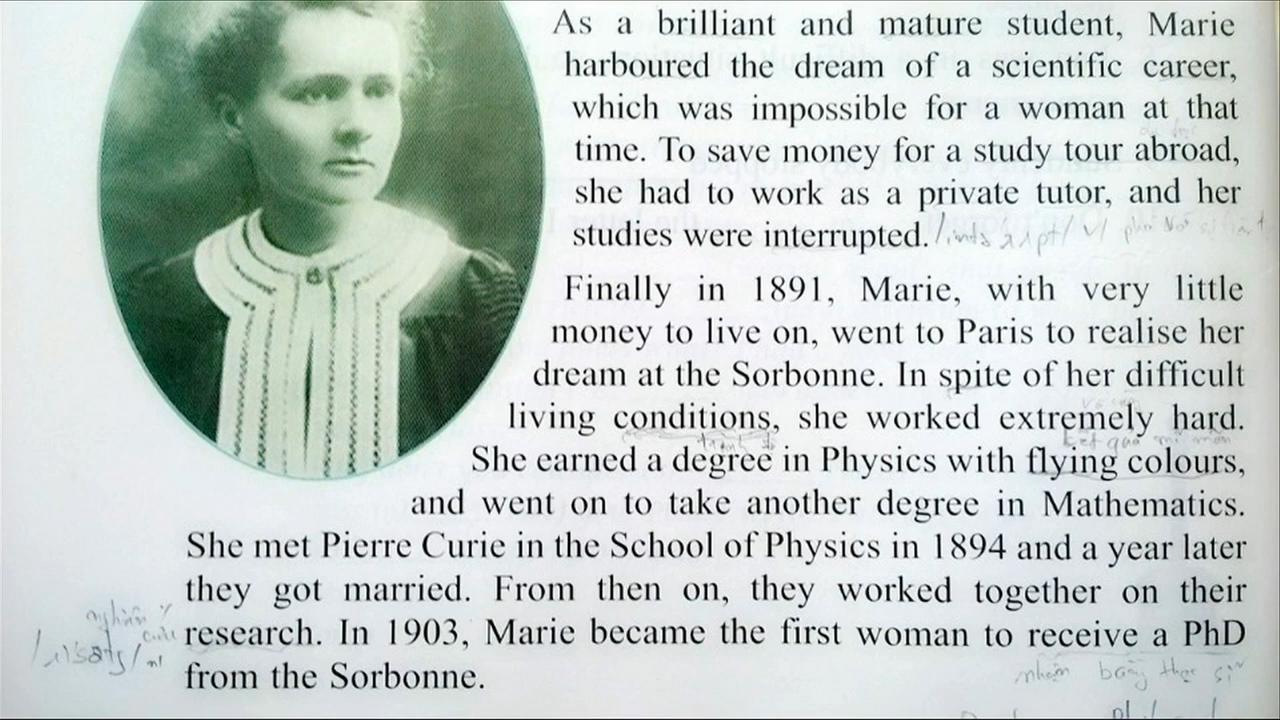 As a brilliant and mature student, Marie
harboured the dream of a scientific career,
which was impossible for a woman at that
time. To save money for a study tour abroad,
she had to work as a private tutor, and her
studies were interrupted.
Finally in 1891, Marie, with very little
money to live on, went to Paris to realise her
dream at the Sorbonne. In spite of her difficult
living conditions, she worked extremely hard.
She earned a degree in Physics with flying colours,
and went on to take another degree in Mathematics.
She met Pierre Curie in the School of Physics in 1894 and a year later
they got married. From then on, they worked together on their
nghiên
cứu
research. In 1903, Marie became the first woman to receive a PhD
from the Sorbonne.
nhận bằng thạc sĩ